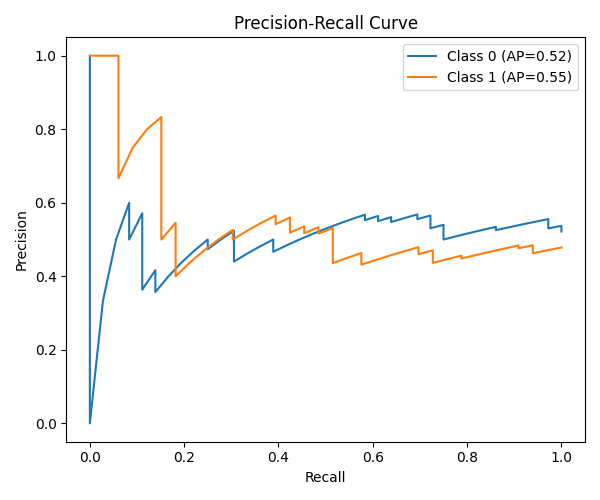 Precision-Recall Curve
Class 0 (AP=0.52)
Class 1 (AP=0.55)
Precision
1.0
0.8
0.6
0.4
0.2
0.0
0.0 0.2 0.4 0.6 0.8 1.0
Recall